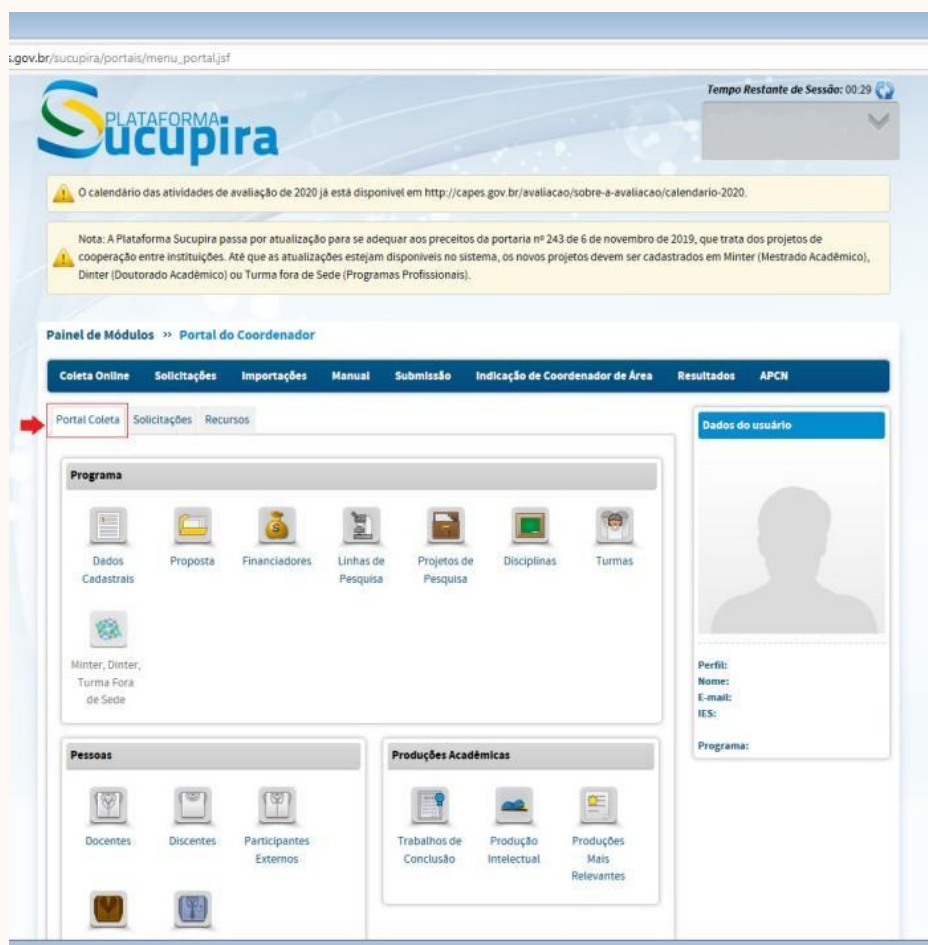 s.gov.br/sucupira/portais/menu_portal.jsf
Tempo Restante de Sessão: 00:29
PLATAFORMA
Sucupira
O calendário das atividades de avaliação de 2020 já está disponível em http://capes.gov.br/avaliacao/sobre-a-avaliacao/calendario-2020.
Nota: A Plataforma Sucupira passa por atualização para se adequar aos preceitos da portaria nº 243 de 6 de novembro de 2019, que trata dos projetos de
cooperação entre instituições. Até que as atualizações estejam disponíveis no sistema, os novos projetos devem ser cadastrados em Minter (Mestrado Acadêmico),
Dinter (Doutorado Acadêmico) ou Turma fora de Sede (Programas Profissionais).
Painel de Módulos » Portal do Coordenador
Coleta Online Solicitações Importações Manual Submissão Indicação de Coordenador de Área Resultados APCN
Portal Coleta Solicitações Recursos
Dados do usuário
Programa
Dados Cadastrais
Proposta
Financiadores
Linhas de Pesquisa
Projetos de Pesquisa
Disciplinas
Turmas
Minter, Dinter,
Turma Fora
de Sede
Perfil:
Nome:
E-mail:
IES:
Programa:
Pessoas
Docentes
Discentes
Participantes
Externos
Produções Acadêmicas
Trabalhos de
Conclusão
Produção
Intelectual
Produções
Mais
Relevantes